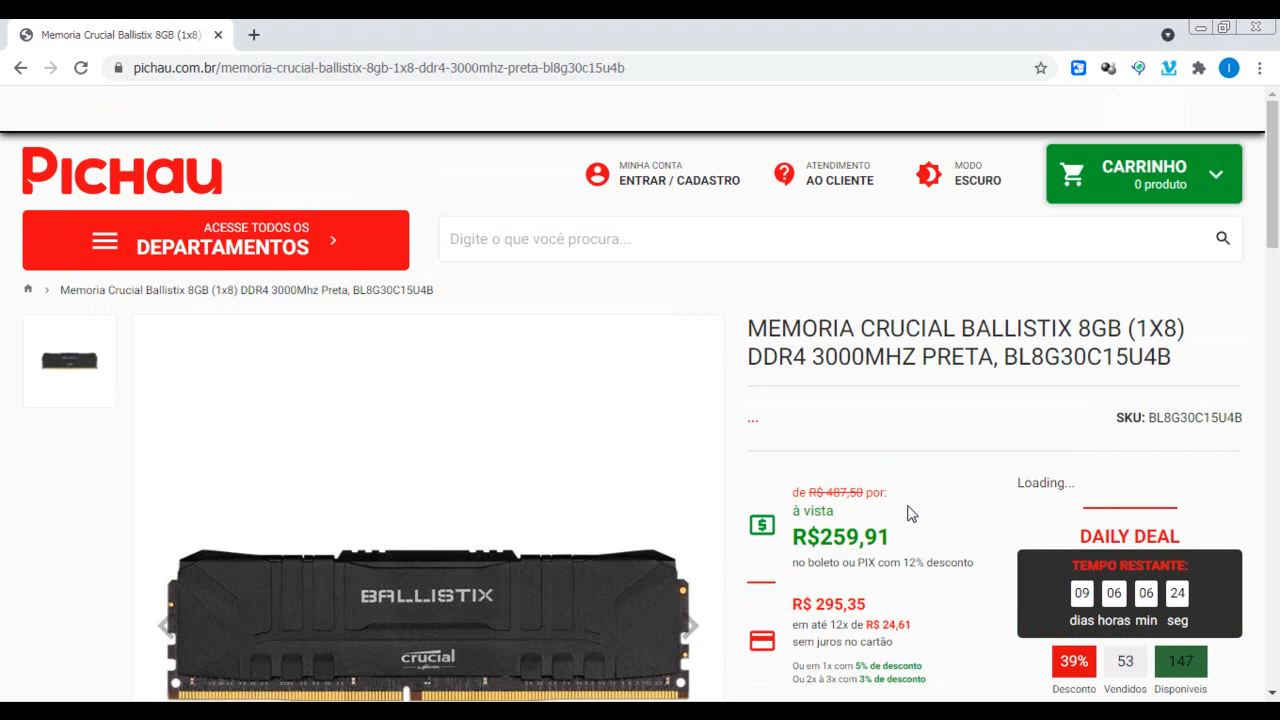 Memoria Crucial Ballistix 8GB (1x8)
pichau.com.br/memoria-crucial-ballistix-8gb-1x8-ddr4-3000mhz-preta-bl8g30c15u4b
I
PICHAU
MINHA CONTA
ENTRAR / CADASTRO
ATENDIMENTO
AO CLIENTE
MODO
ESCURO
CARRINHO
0 produto
ACESSE TODOS OS
DEPARTAMENTOS
Digite o que você procura...
Memoria Crucial Ballistix 8GB (1x8) DDR4 3000Mhz Preta, BL8G30C15U4B
MEMORIA CRUCIAL BALLISTIX 8GB (1X8)
DDR4 3000MHZ PRETA, BL8G30C15U4B
...
SKU: BL8G30C15U4B
de R$ 487,50 por:
à vista
R$259,91
no boleto ou PIX com 12% desconto
R$ 295,35
em até 12x de R$ 24,61
sem juros no cartão
Ou em 1x com 5% de desconto
Ou 2x à 3x com 3% de desconto
Loading...
DAILY DEAL
TEMPO RESTANTE:
09 06 06 24
dias horas min seg
39% 53 147
Desconto Vendidos Disponíveis
BALLISTIX
crucial